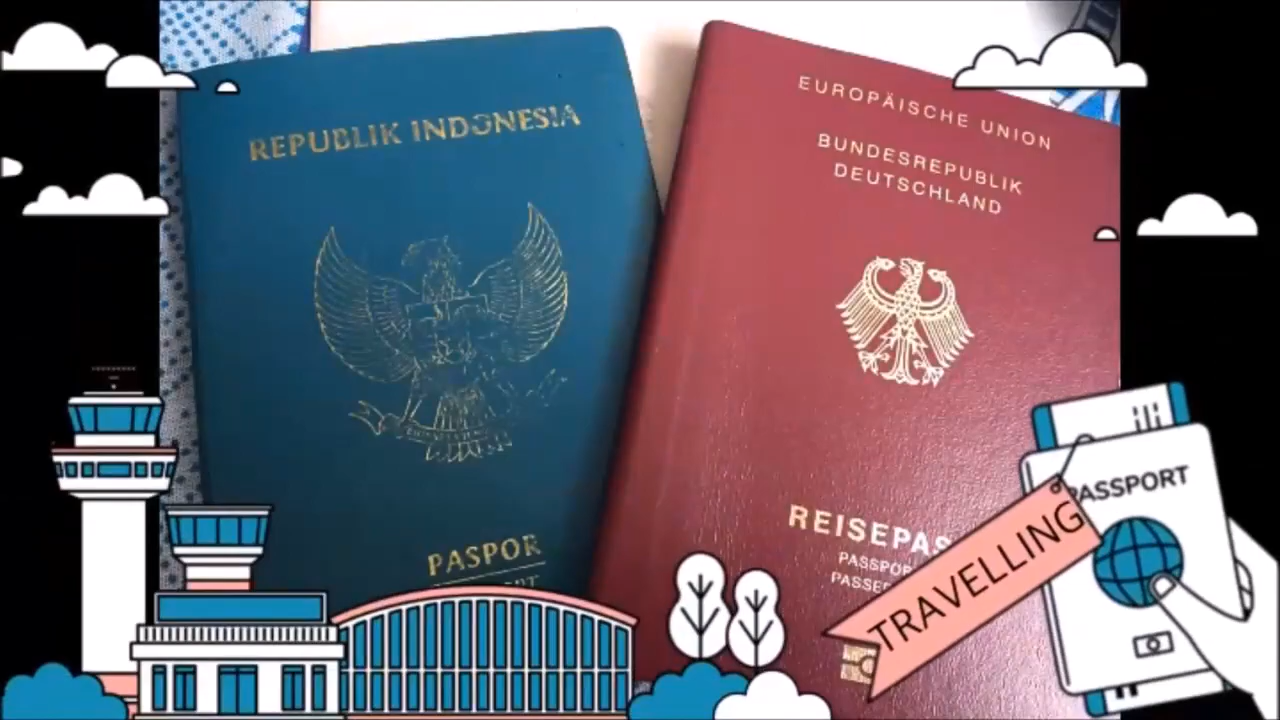 REPUBLIK INDONESIA
PASPOR
EUROPÄISCHE UNION
BUNDESREPUBLIK
DEUTSCHLAND
PASSPORT
TRAVELLING